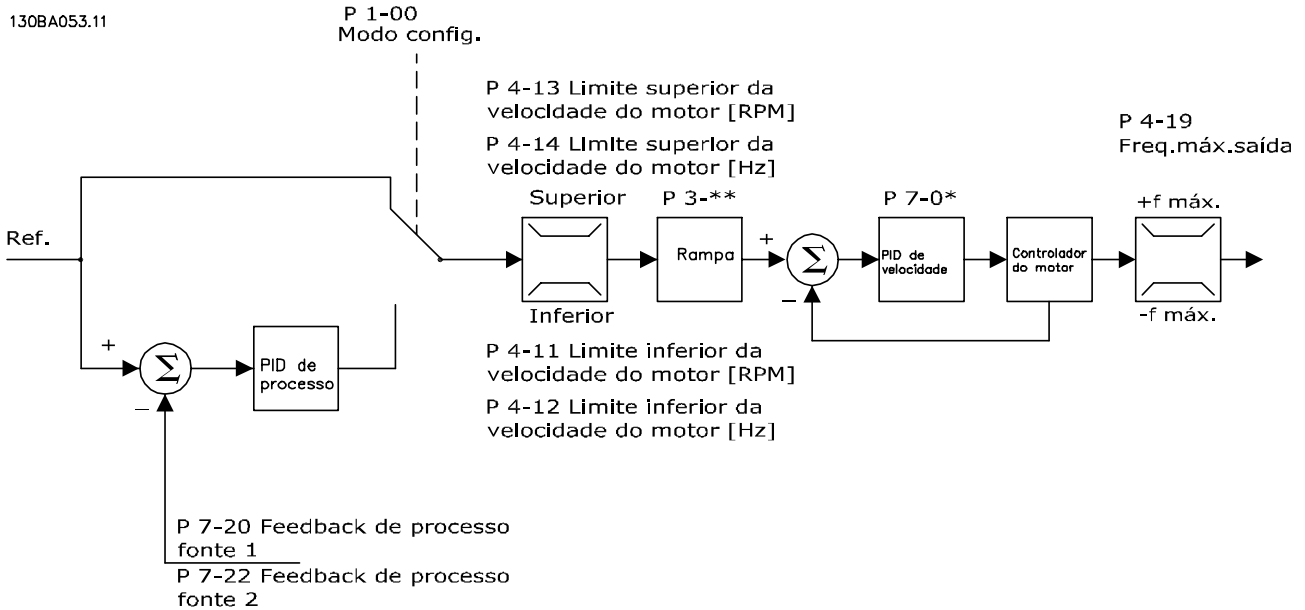 130BA053.11
P 1-00
Modo config.
P 4-13 Limite superior da
velocidade do motor [RPM]
P 4-14 Limite superior da
velocidade do motor [Hz]
P 4-19
Freq.máx.saída
Superior
P 3-**
P 7-0*
+f máx.
Ref.
Rampa
+
Σ
−
PID de
velocidade
Controlador
do motor
Inferior
-f máx.
+
Σ
−
PID de
processo
P 4-11 Limite inferior da
velocidade do motor [RPM]
P 4-12 Limite inferior da
velocidade do motor [Hz]
P 7-20 Feedback de processo
fonte 1
P 7-22 Feedback de processo
fonte 2